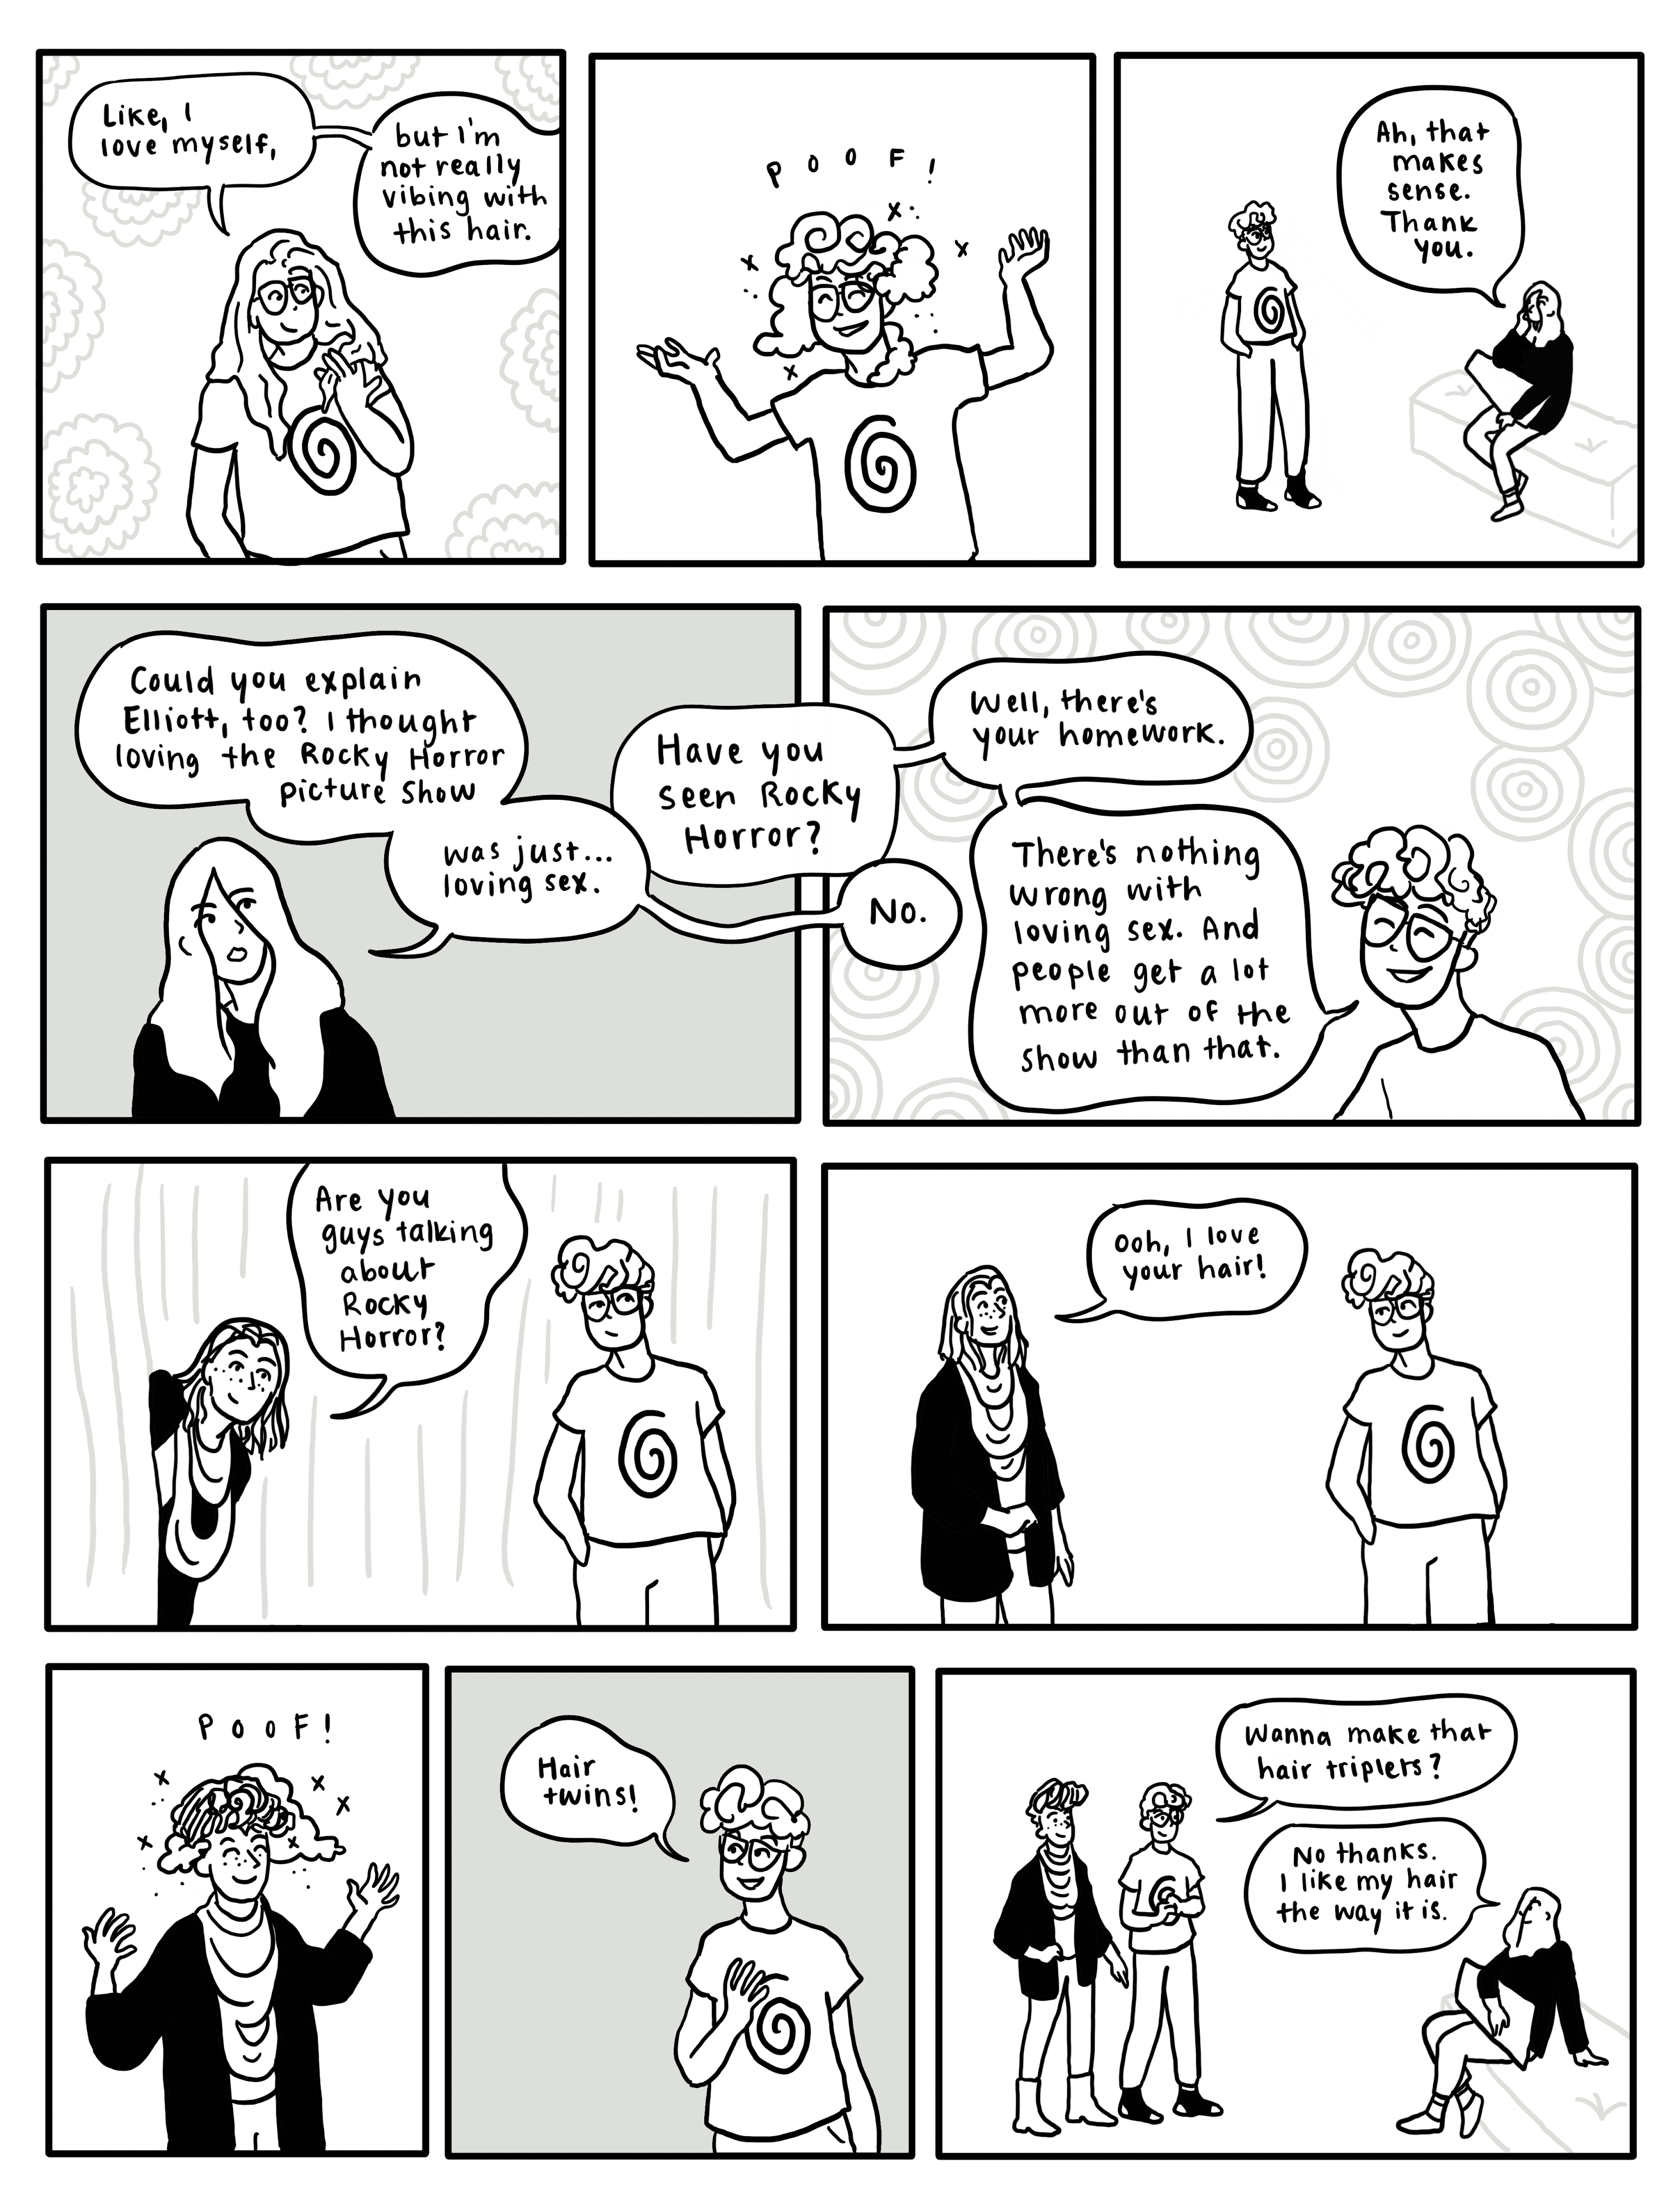 Like, I
love myself,
but I'm
not really
vibing with
this hair.
POOF!
Ah, that
makes
sense.
Thank
you.
Could you explain
Elliott, too? I thought
loving the Rocky Horror
Picture Show
was just...
loving sex.
Have you
seen Rocky
Horror?
No.
Well, there's
your homework.
There's nothing
wrong with
loving sex. And
people get a lot
more out of the
show than that.
Are you
guys talking
about
Rocky
Horror?
Ooh, I love
your hair!
POOF!
Hair
twins!
Wanna make that
hair triplets?
No thanks.
I like my hair
the way it is.